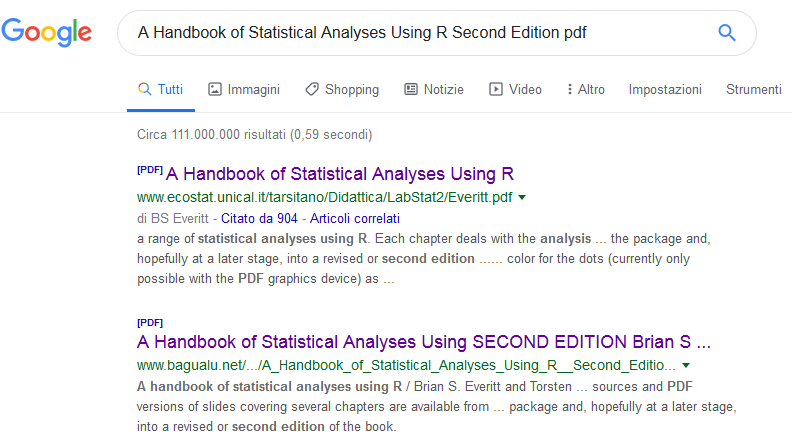 Google
A Handbook of Statistical Analyses Using R Second Edition pdf
Tutti Immagini Shopping Notizie Video Altro Impostazioni Strumenti
Circa 111.000.000 risultati (0,59 secondi)
[PDF] A Handbook of Statistical Analyses Using R
www.ecostat.unical.it/tarsitano/Didattica/LabStat2/Everitt.pdf
di BS Everitt - Citato da 904 - Articoli correlati
a range of statistical analyses using R. Each chapter deals with the analysis ... the package and,
hopefully at a later stage, into a revised or second edition ...... color for the dots (currently only
possible with the PDF graphics device) as ...
[PDF]
A Handbook of Statistical Analyses Using SECOND EDITION Brian S ...
www.bagualu.net/.../A_Handbook_of_Statistical_Analyses_Using_R__Second_Editio...
A handbook of statistical analyses using R / Brian S. Everitt and Torsten ... sources and PDF
versions of slides covering several chapters are available from ... package and, hopefully at a later stage,
into a revised or second edition of the book.